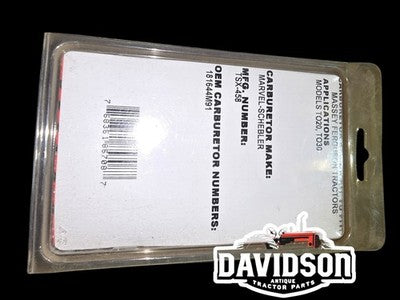 MASSEY FERGUSON TRACTORS
APPLICATIONS
MODELS TO20, TO30
CARBURETOR MAKE:
MARVEL-SCHEBLER
MFG. NUMBER:
TSX-458
OEM CARBURETOR NUMBERS:
181644M91
DAVIDSON
ANTIQUE
TRACTOR PARTS